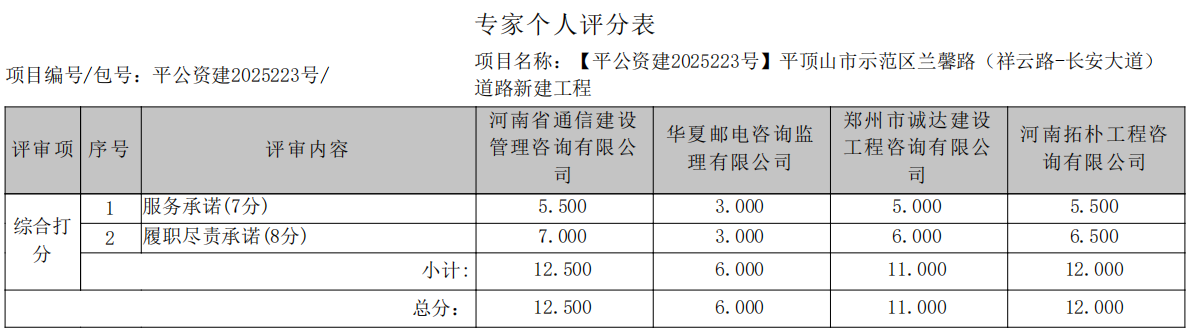 专家个人评分表
项目编号/包号：平公资建2025223号/
项目名称：【平公资建2025223号】平顶山市示范区兰馨路（祥云路-长安大道）
道路新建工程
评审项 序号 评审内容 河南省通信建设管理咨询有限公司 华夏邮电咨询监理有限公司 郑州市诚达建设工程咨询有限公司 河南拓朴工程咨询有限公司
综合打分
1 服务承诺(7分) 5.500 3.000 5.000 5.500
2 履职尽责承诺(8分) 7.000 3.000 6.000 6.500
小计: 12.500 6.000 11.000 12.000
总分: 12.500 6.000 11.000 12.000